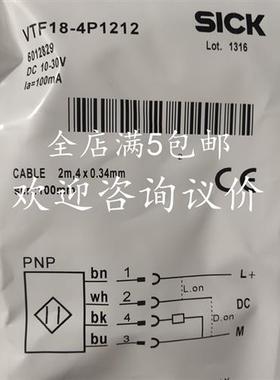 VTF18-4P1212
SICK
6012829
Lot. 1316
DC 10-30V
Ia=100mA
全店满5包邮
CABLE 2m,4 x 0.34mm
CE
欢迎咨询议价
PNP
bn 1 L+
L.on
wh 2 DC
bk 4 D.on
bu 3 M